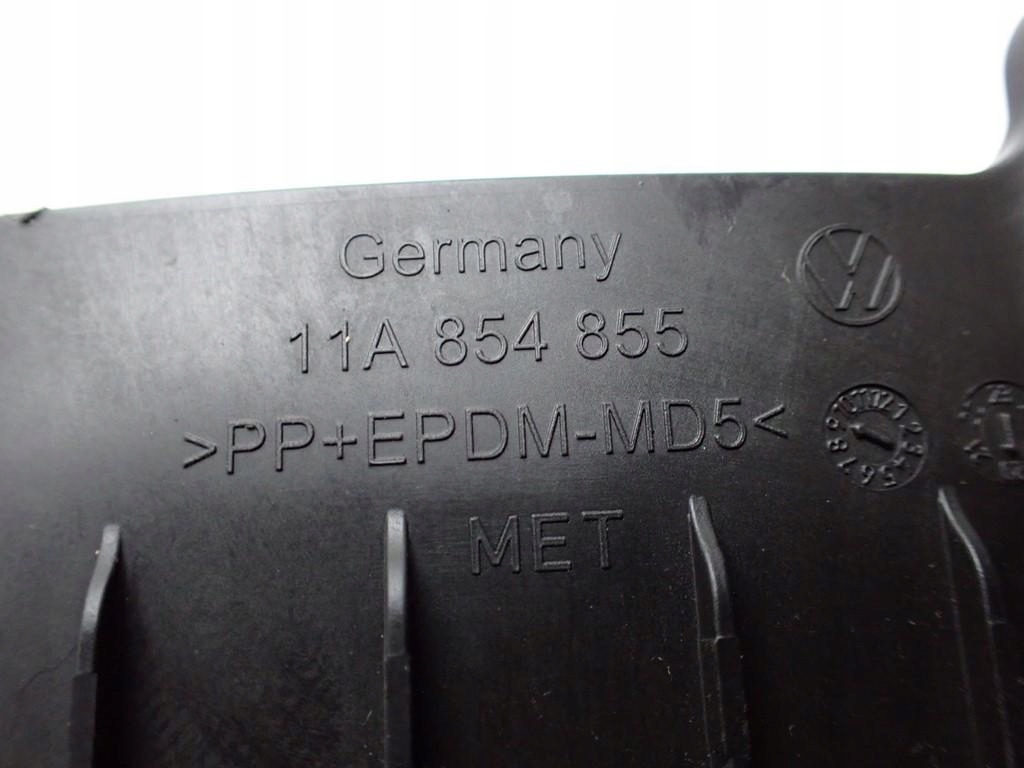 Germany
11A 854 855
>PP+EPDM-MD5<
MET